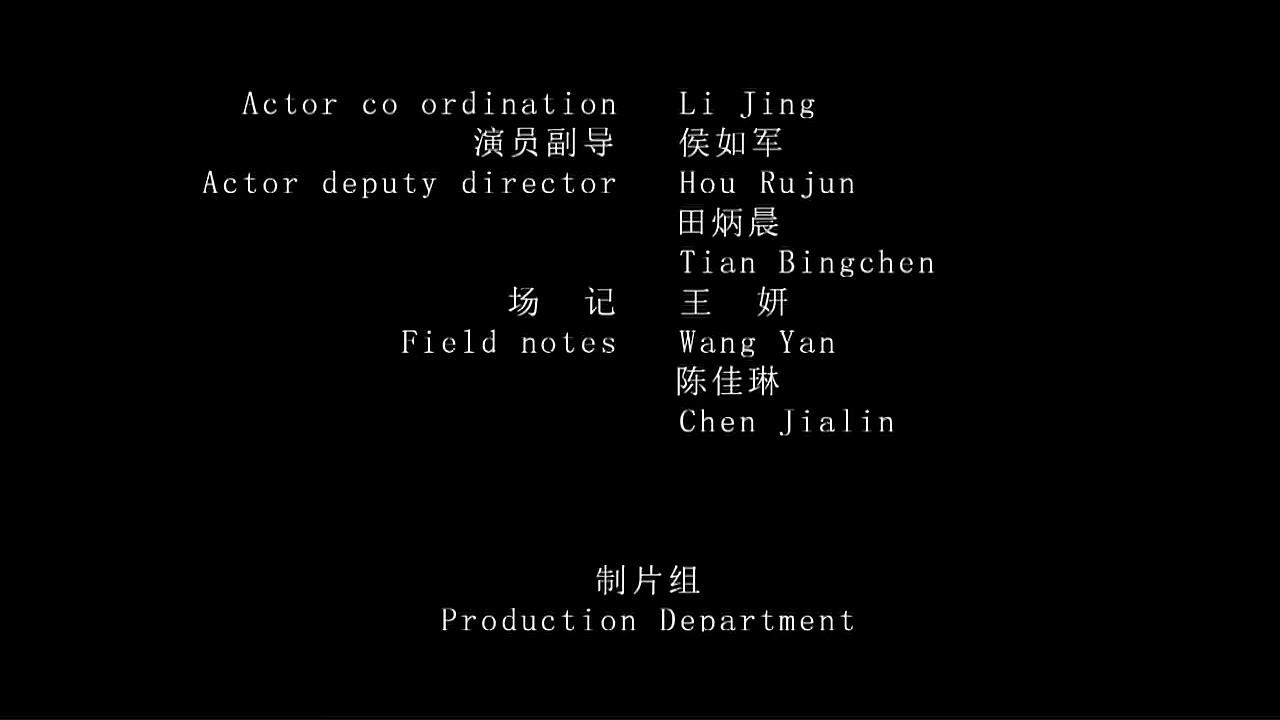 Actor co ordination Li Jing
演员副导 侯如军
Actor deputy director Hou Rujun
田炳晨
Tian Bingchen
场 记 王 妍
Field notes Wang Yan
陈佳琳
Chen Jialin
制片组
Production Department